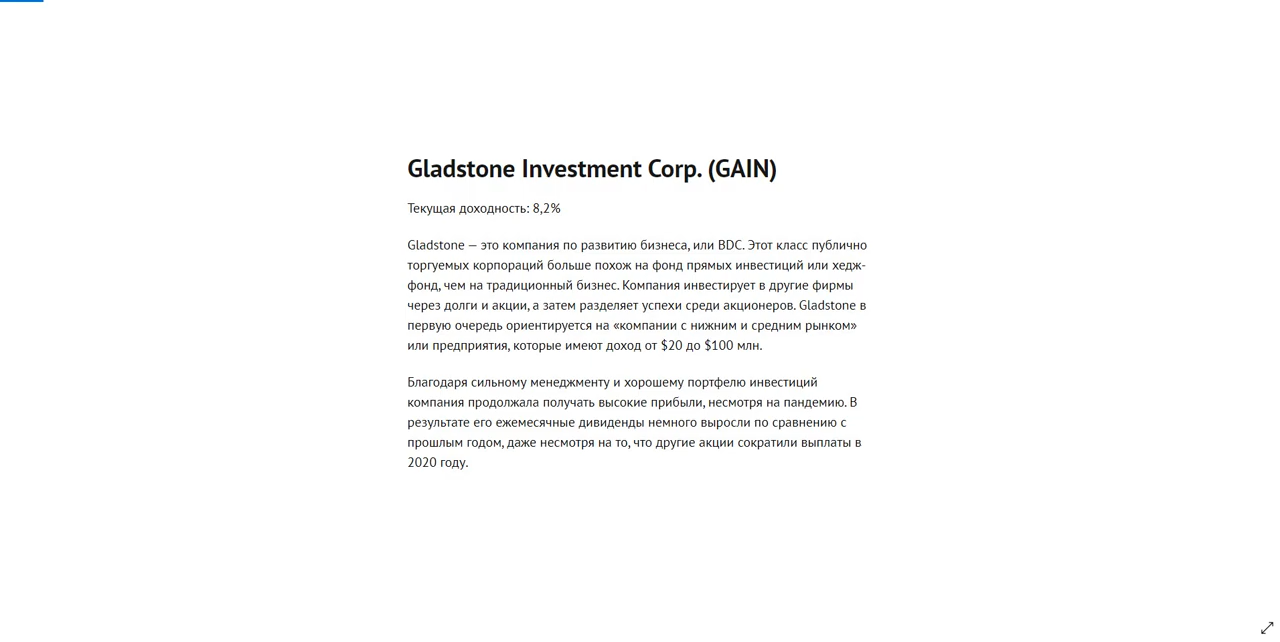 Gladstone Investment Corp. (GAIN)
Текущая доходность: 8,2%
Gladstone — это компания по развитию бизнеса, или BDC. Этот класс публично
торгуемых корпораций больше похож на фонд прямых инвестиций или хедж-
фонд, чем на традиционный бизнес. Компания инвестирует в другие фирмы
через долги и акции, а затем разделяет успехи среди акционеров. Gladstone в
первую очередь ориентируется на «компании с нижним и средним рынком»
или предприятия, которые имеют доход от $20 до $100 млн.
Благодаря сильному менеджменту и хорошему портфелю инвестиций
компания продолжала получать высокие прибыли, несмотря на пандемию. В
результате его ежемесячные дивиденды немного выросли по сравнению с
прошлым годом, даже несмотря на то, что другие акции сократили выплаты в
2020 году.